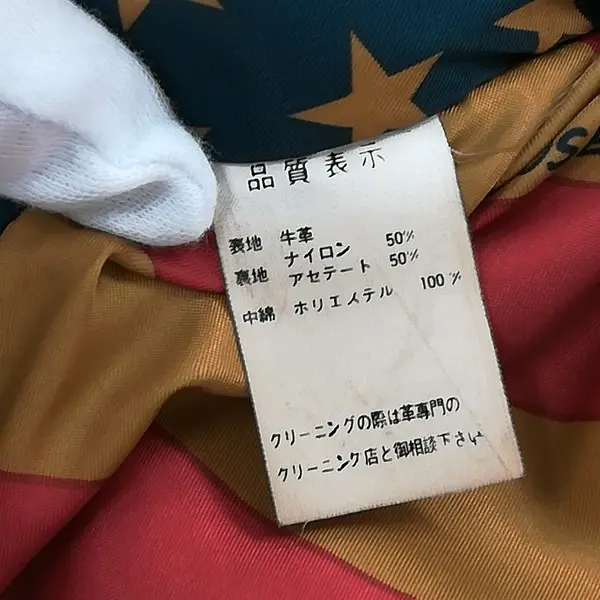 品質表示
表地 牛革
ナイロン 50%
裏地 アセテート 50%
中綿 ポリエステル 100%
クリーニングの際は革専門の
クリーニング店と御相談下さい